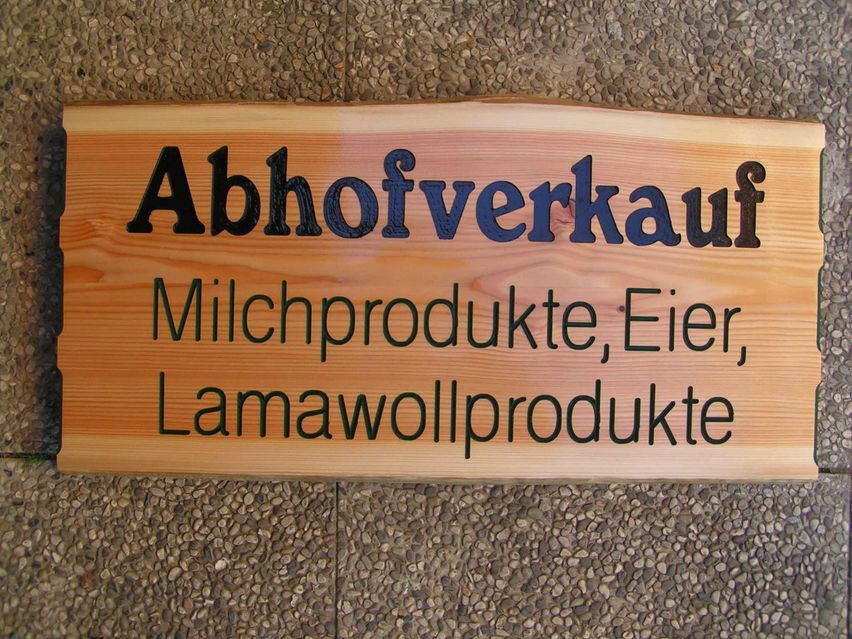 Abhofverkauf
Milchprodukte, Eier,
Lamawollprodukte